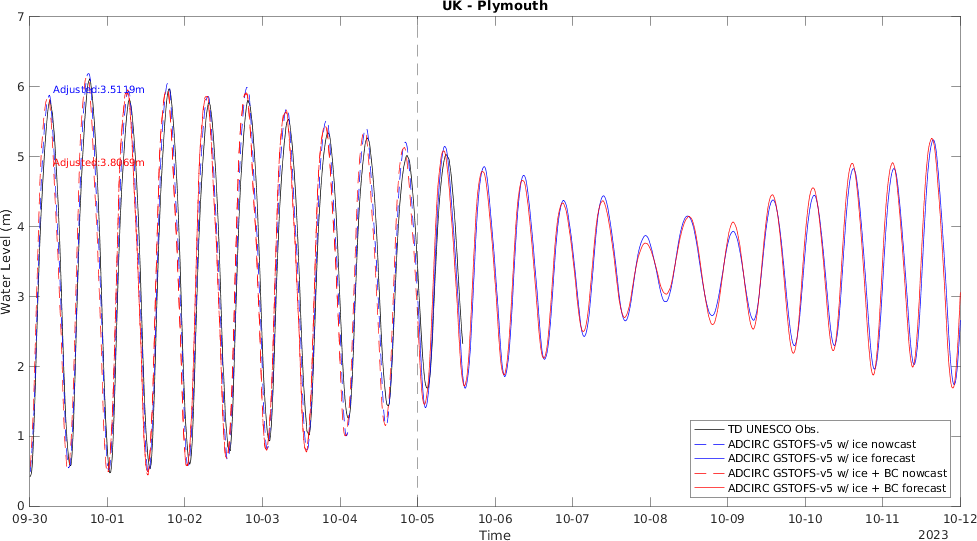 UK - Plymouth
7
6
5
4
3
2
1
0
Water Level (m)
Adjusted:3.5119m
Adjusted:3.8069m
TD UNESCO Obs.
ADCIRC GSTOFS-v5 w/ ice nowcast
ADCIRC GSTOFS-v5 w/ ice forecast
ADCIRC GSTOFS-v5 w/ ice + BC nowcast
ADCIRC GSTOFS-v5 w/ ice + BC forecast
09-30 10-01 10-02 10-03 10-04 10-05 10-06 10-07 10-08 10-09 10-10 10-11 10-12
Time
2023